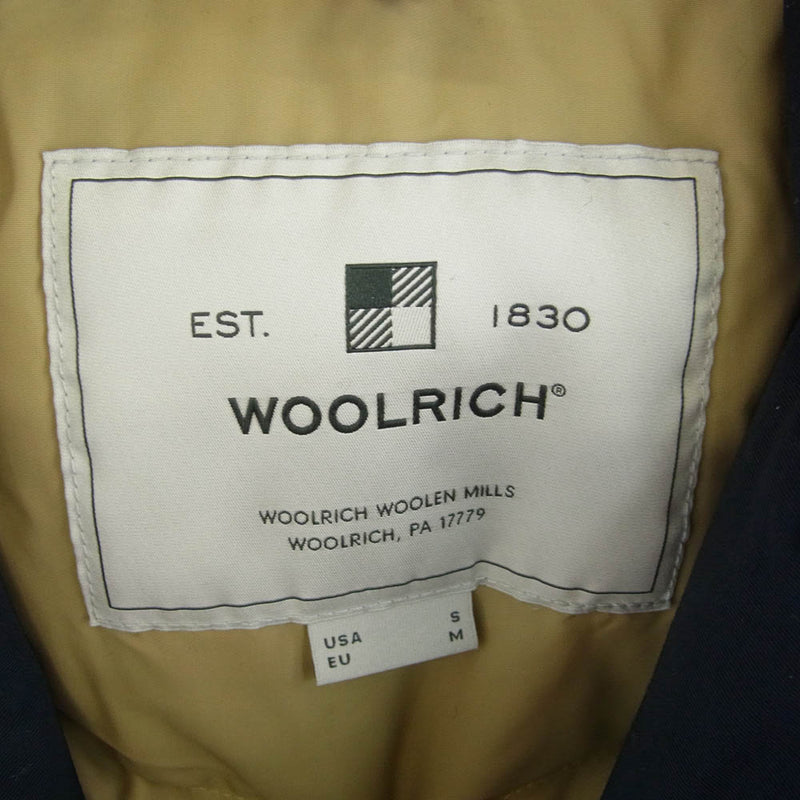 EST. 1830
WOOLRICH®
WOOLRICH WOOLEN MILLS
WOOLRICH, PA 17779
USA S
EU M